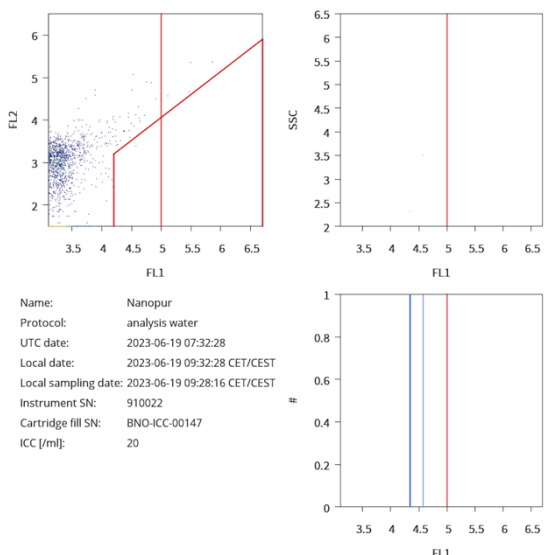 6
5
4
3
2
FL2
3.5 4 4.5 5 5.5 6 6.5
FL1
6.5
6
5.5
5
4.5
4
3.5
3
2.5
2
SSC
3.5 4 4.5 5 5.5 6 6.5
FL1
Name: Nanopur
Protocol: analysis water
UTC date: 2023-06-19 07:32:28
Local date: 2023-06-19 09:32:28 CET/CEST
Local sampling date: 2023-06-19 09:28:16 CET/CEST
Instrument SN: 910022
Cartridge fill SN: BNO-ICC-00147
ICC [/ml]: 20
1
0.8
0.6
0.4
0.2
0
#
3.5 4 4.5 5 5.5 6 6.5
FL1